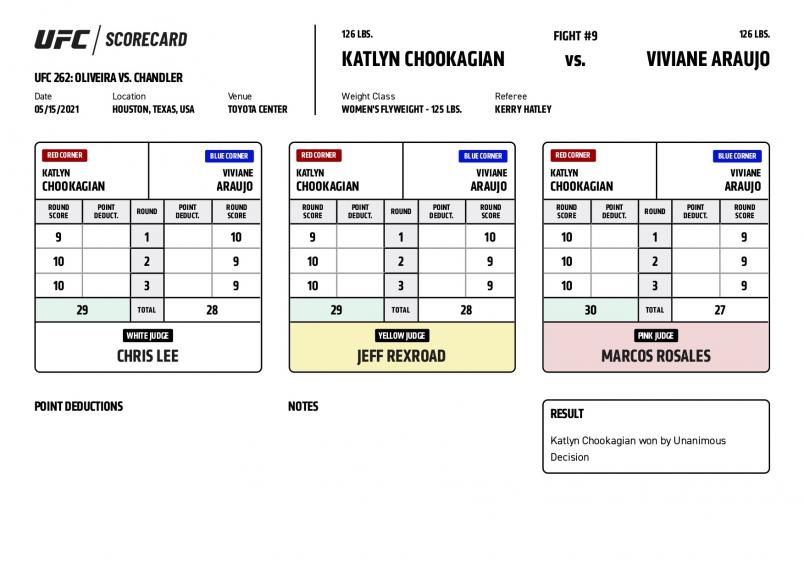 UFC SCORECARD
UFC 262: OLIVEIRA VS. CHANDLER
Date Location Venue
05/15/2021 HOUSTON, TEXAS, USA TOYOTA CENTER
126 LBS. FIGHT #9 126 LBS.
KATLYN CHOOKAGIAN VS. VIVIANE ARAUJO
Weight Class Referee
WOMEN'S FLYWEIGHT - 125 LBS. KERRY HATLEY
RED CORNER BLUE CORNER
KATLYN VIVIANE
CHOOKAGIAN ARAUJO
ROUND SCORE POINT DEDUCT. ROUND POINT DEDUCT. ROUND SCORE
9 1 10
10 2 9
10 3 9
29 TOTAL 28
WHITE JUDGE
CHRIS LEE
RED CORNER BLUE CORNER
KATLYN VIVIANE
CHOOKAGIAN ARAUJO
ROUND SCORE POINT DEDUCT. ROUND POINT DEDUCT. ROUND SCORE
9 1 10
10 2 9
10 3 9
29 TOTAL 28
YELLOW JUDGE
JEFF REXROAD
RED CORNER BLUE CORNER
KATLYN VIVIANE
CHOOKAGIAN ARAUJO
ROUND SCORE POINT DEDUCT. ROUND POINT DEDUCT. ROUND SCORE
10 1 9
10 2 9
10 3 9
30 TOTAL 27
PINK JUDGE
MARCOS ROSALES
POINT DEDUCTIONS
NOTES
RESULT
Katlyn Chookagian won by Unanimous
Decision